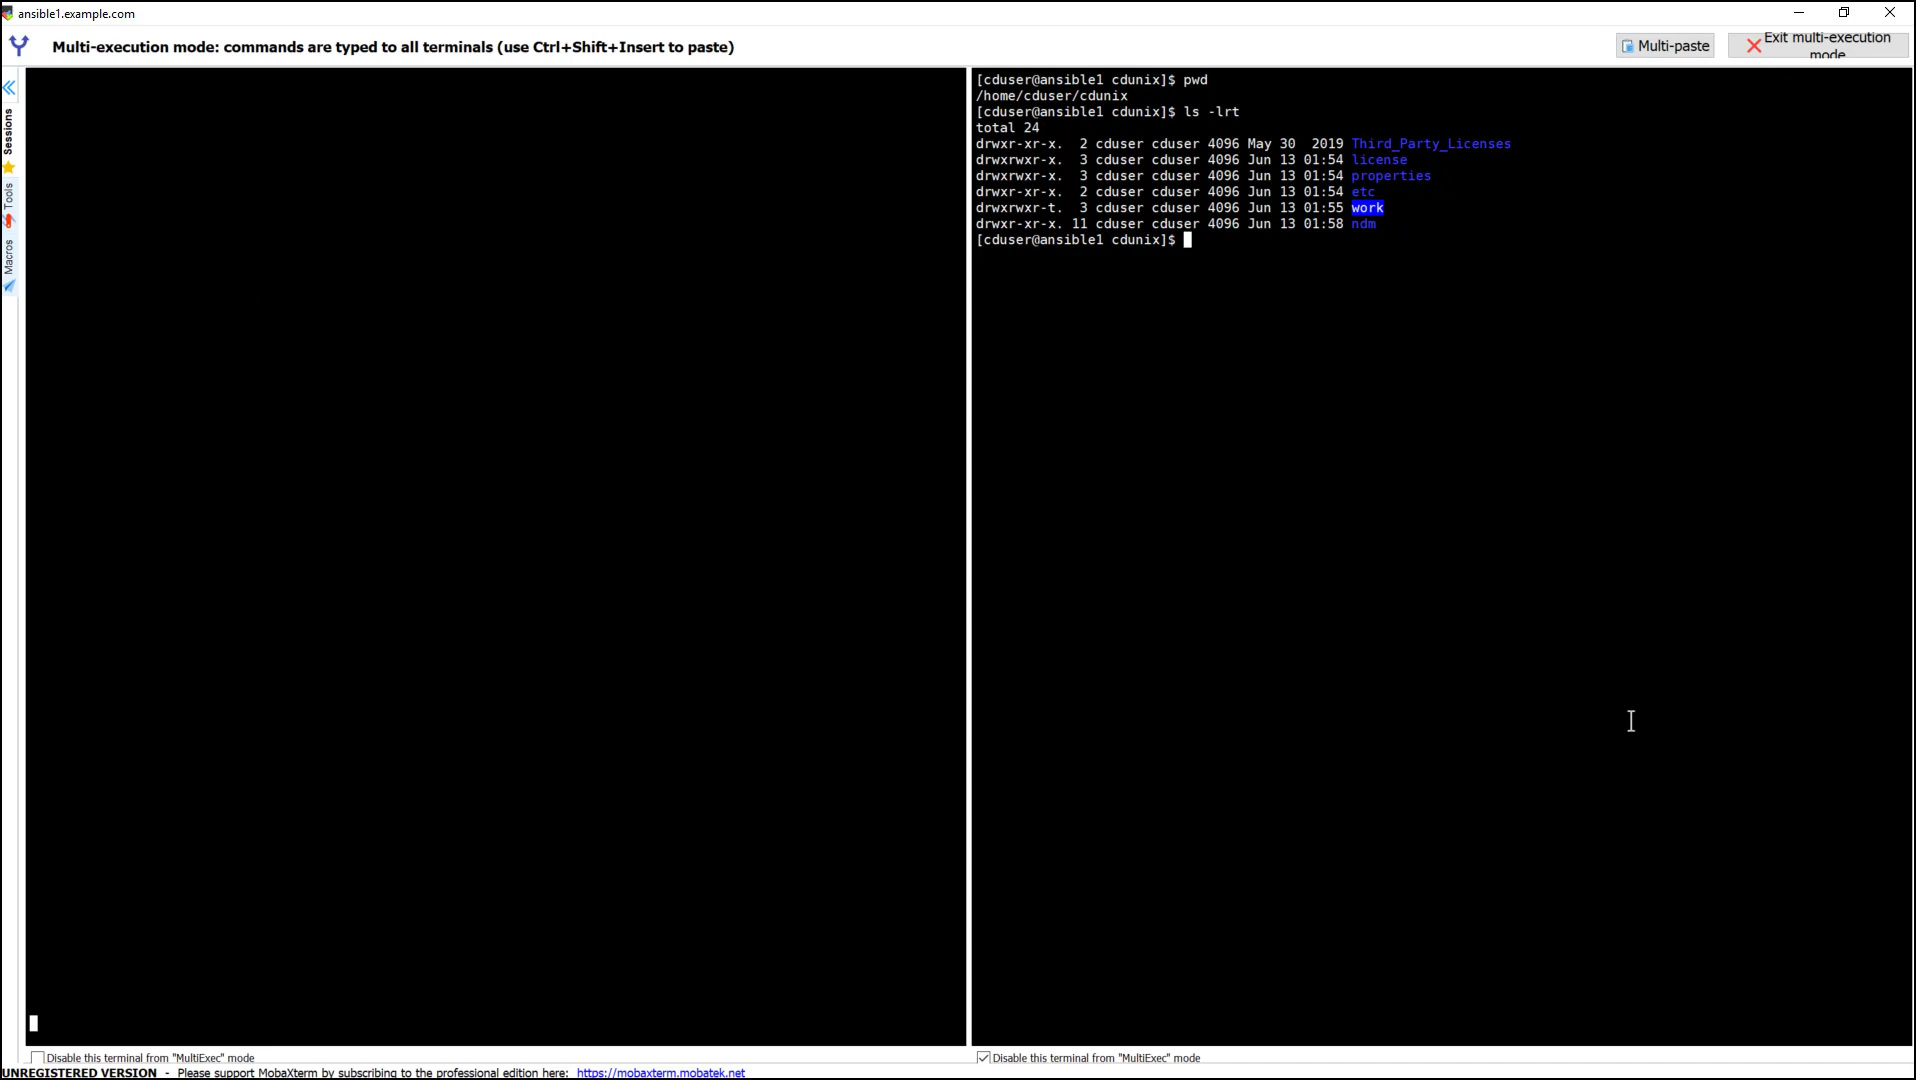 ansible1.example.com
Multi-execution mode: commands are typed to all terminals (use Ctrl+Shift+Insert to paste)
Multi-paste
Exit multi-execution
mode
Sessions
Tools
Macros
[cduser@ansible1 cdunix]$ pwd
/home/cduser/cdunix
[cduser@ansible1 cdunix]$ ls -lrt
total 24
drwxr-xr-x.  2 cduser cduser 4096 May 30  2019 Third_Party_Licenses
drwxrwxr-x.  3 cduser cduser 4096 Jun 13 01:54 license
drwxrwxr-x.  3 cduser cduser 4096 Jun 13 01:54 properties
drwxr-xr-x.  2 cduser cduser 4096 Jun 13 01:54 etc
drwxrwxr-t.  3 cduser cduser 4096 Jun 13 01:55 work
drwxr-xr-x. 11 cduser cduser 4096 Jun 13 01:58 ndm
[cduser@ansible1 cdunix]$
Disable this terminal from "MultiExec" mode
Disable this terminal from "MultiExec" mode
UNREGISTERED VERSION - Please support MobaXterm by subscribing to the professional edition here: https://mobaxterm.mobatek.net